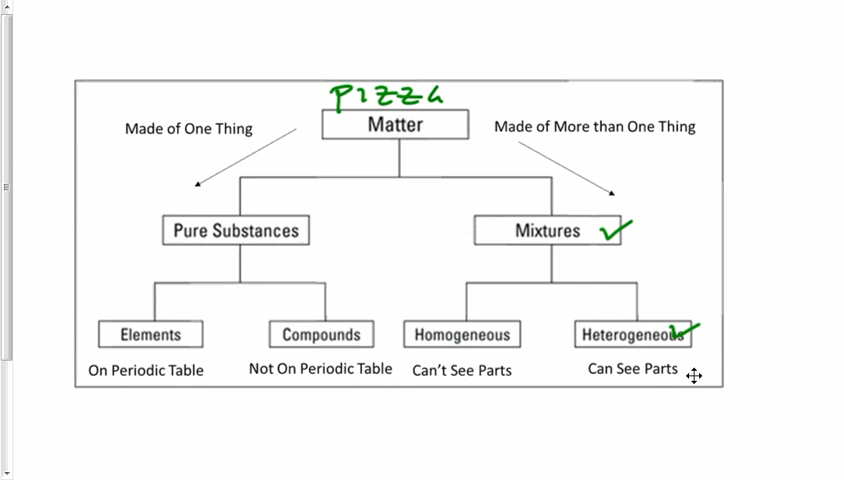 PIZZA
Matter
Made of One Thing
Made of More than One Thing
Pure Substances
Mixtures
Elements
Compounds
Homogeneous
Heterogeneous
On Periodic Table
Not On Periodic Table
Can't See Parts
Can See Parts